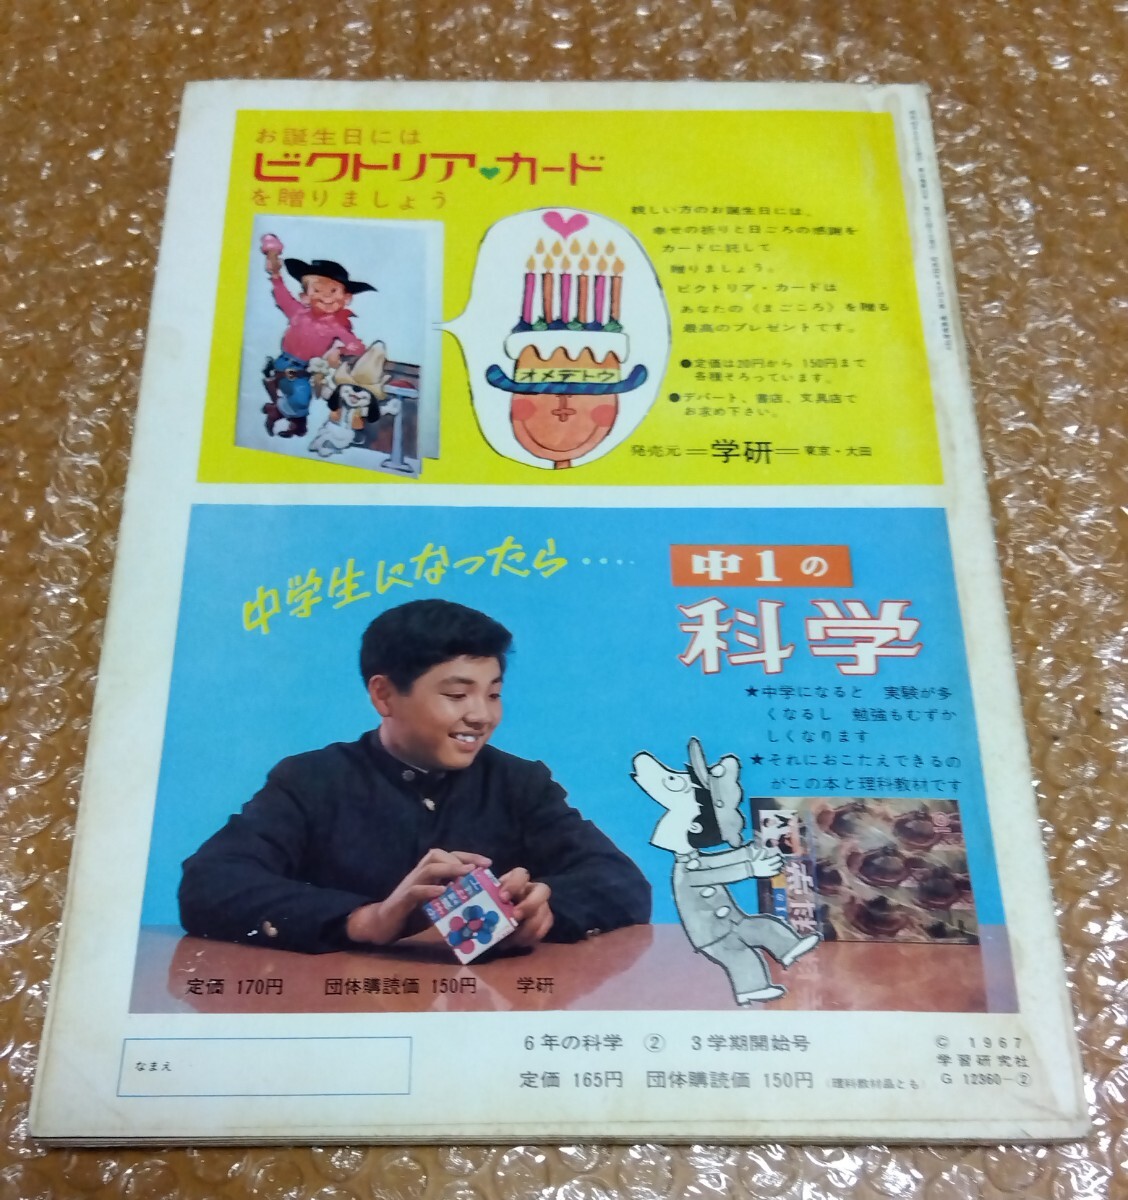 お誕生日には
ビクトリア♥カード
を贈りましょう
親しい方のお誕生日には、
幸せの祈りと日ごろの感謝を
カードに託して
贈りましょう。
ビクトリア・カードは
あなたの《まごころ》を贈る
最高のプレゼントです。
●定価は20円から 150円まで
各種そろっています。
●デパート、書店、文具店で
お求め下さい。
発売元 ＝学研＝ 東京・大田
オメデトウ
中学生になったら‥‥
中1の
科学
★中学になると 実験が多
くなるし 勉強もむずか
しくなります
★それにおこたえできるの
がこの本と理科教材です
科学
定価 170円 団体購読価 150円 学研
なまえ
6年の科学 ② 3学期開始号
定価 165円 団体購読価 150円 (理科教材品とも)
© 1967
学習研究社
G 12360-②